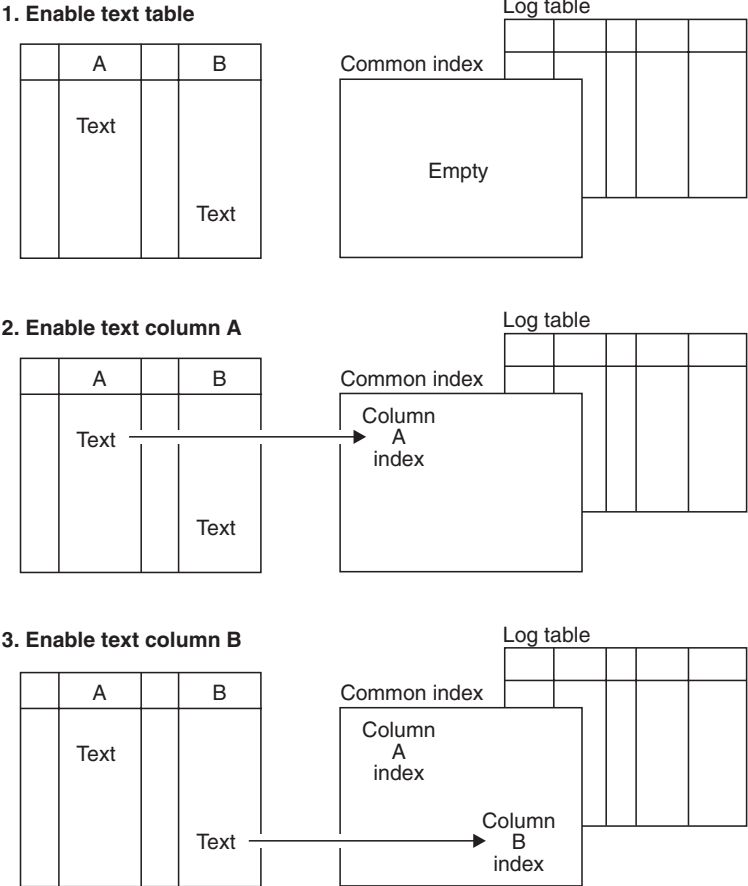 1. Enable text table
Log table
A
B
Common index
Text
Empty
Text
2. Enable text column A
Log table
A
B
Common index
Column
A
index
Text
Text
3. Enable text column B
Log table
A
B
Common index
Column
A
index
Text
Column
B
index
Text